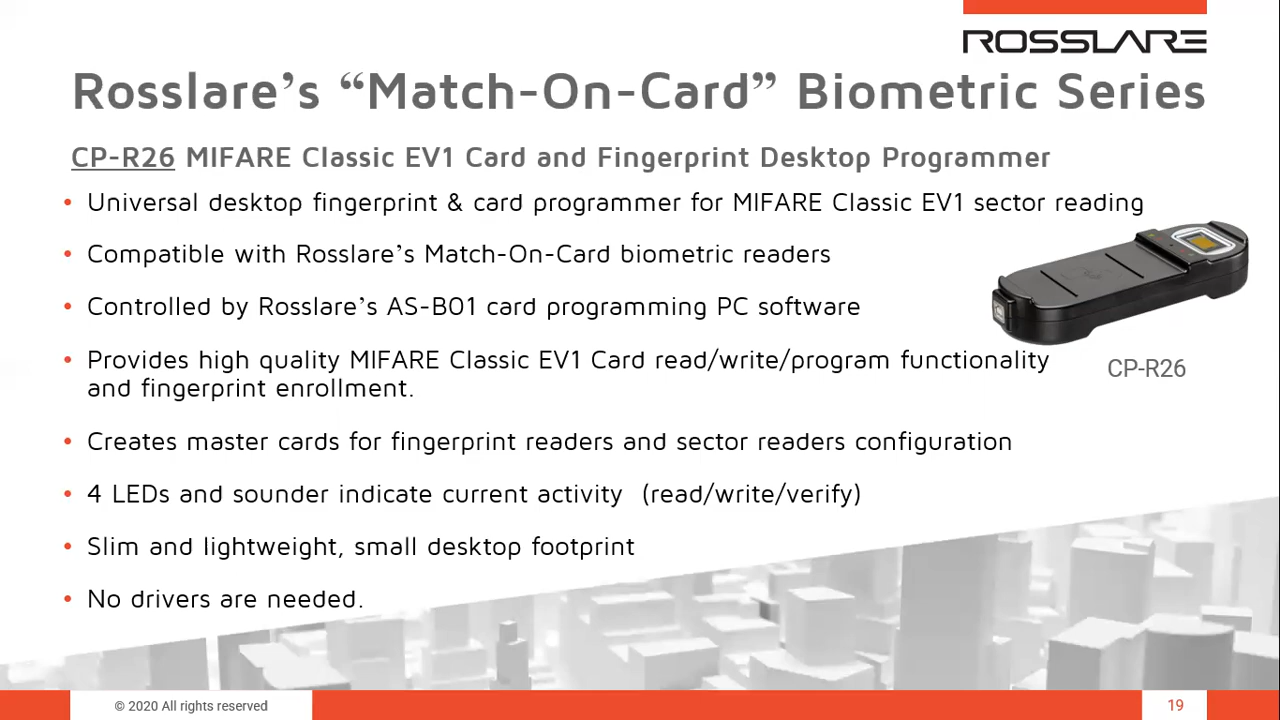 ROSSLARE
Rosslare’s “Match-On-Card” Biometric Series
CP-R26 MIFARE Classic EV1 Card and Fingerprint Desktop Programmer
• Universal desktop fingerprint & card programmer for MIFARE Classic EV1 sector reading
• Compatible with Rosslare’s Match-On-Card biometric readers
• Controlled by Rosslare’s AS-B01 card programming PC software
• Provides high quality MIFARE Classic EV1 Card read/write/program functionality
and fingerprint enrollment.
CP-R26
• Creates master cards for fingerprint readers and sector readers configuration
• 4 LEDs and sounder indicate current activity (read/write/verify)
• Slim and lightweight, small desktop footprint
• No drivers are needed.
© 2020 All rights reserved
19